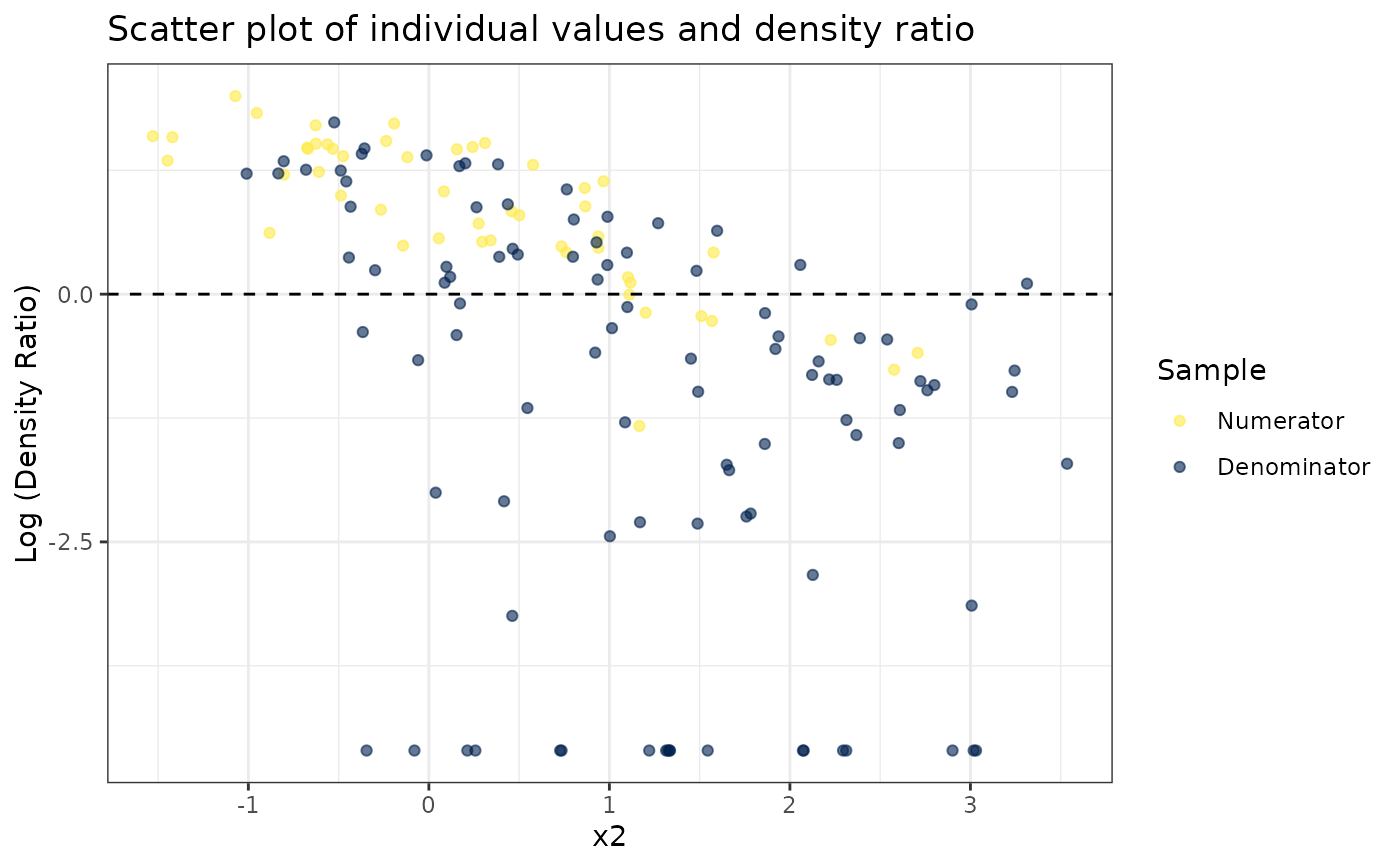 Scatter plot of individual values and density ratio
Log (Density Ratio)
0.0
-2.5
-1
0
1
2
3
x2
Sample
Numerator
Denominator